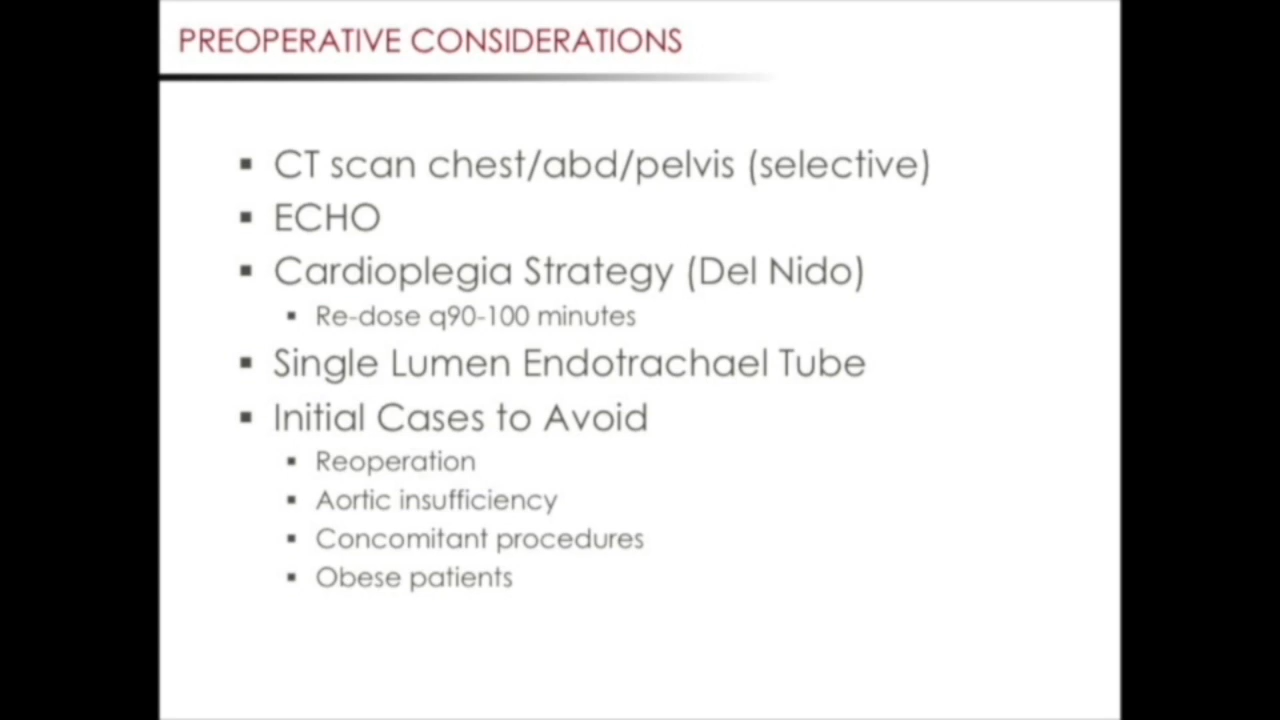 PREOPERATIVE CONSIDERATIONS
▪ CT scan chest/abd/pelvis (selective)
▪ ECHO
▪ Cardioplegia Strategy (Del Nido)
▪ Re-dose q90-100 minutes
▪ Single Lumen Endotrachael Tube
▪ Initial Cases to Avoid
▪ Reoperation
▪ Aortic insufficiency
▪ Concomitant procedures
▪ Obese patients